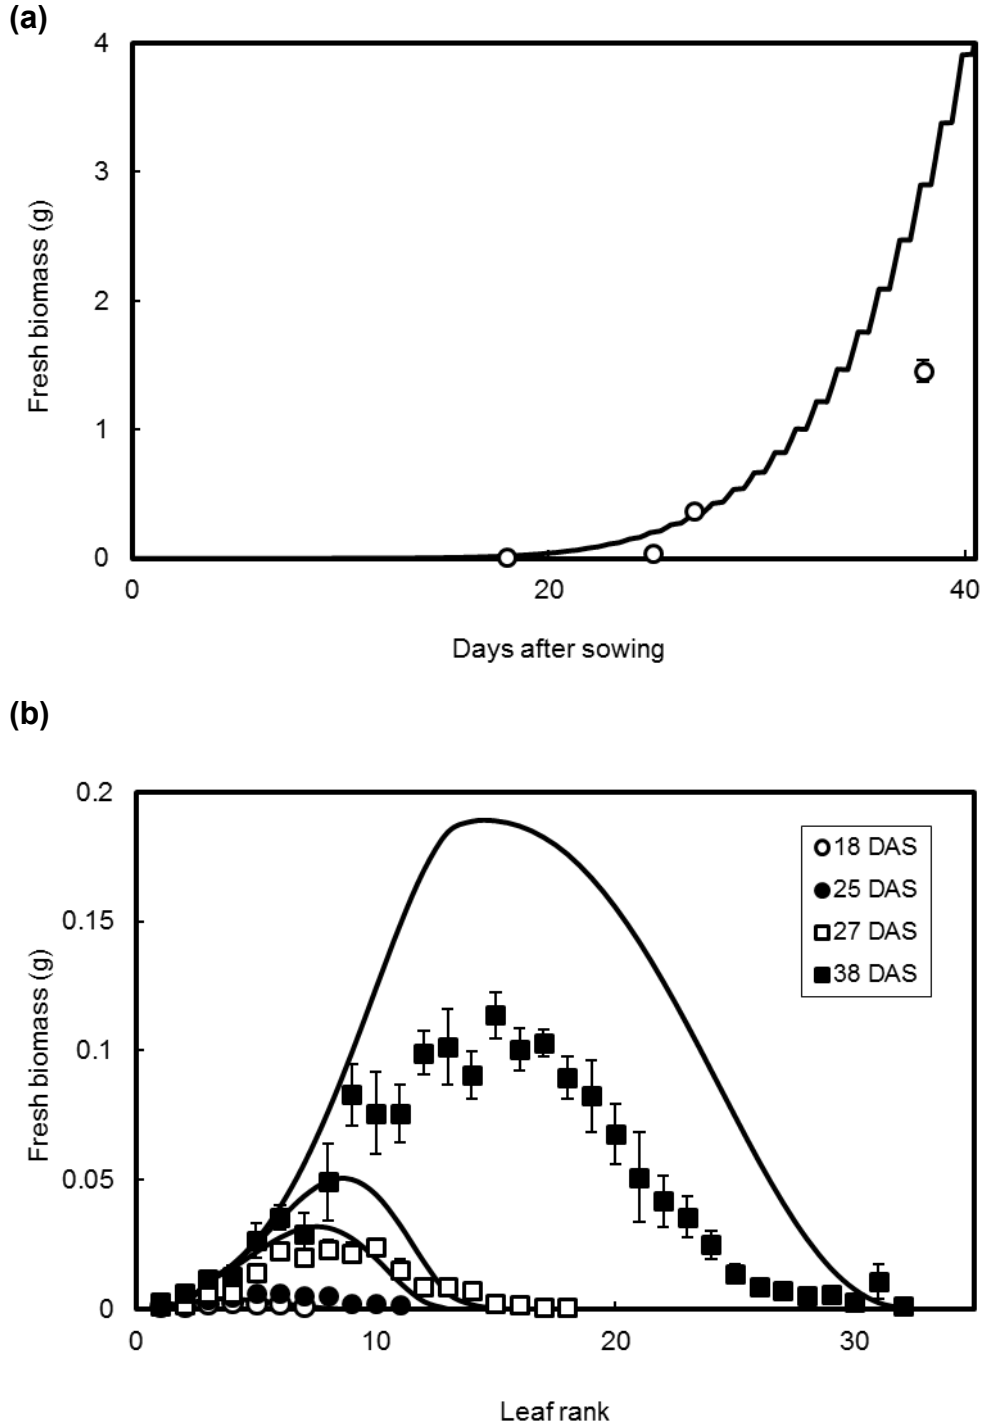 (a)
4
3
2
1
0
Fresh biomass (g)
0 20 40
Days after sowing
(b)
0.2
0.15
0.1
0.05
0
Fresh biomass (g)
18 DAS
25 DAS
27 DAS
38 DAS
0 10 20 30
Leaf rank